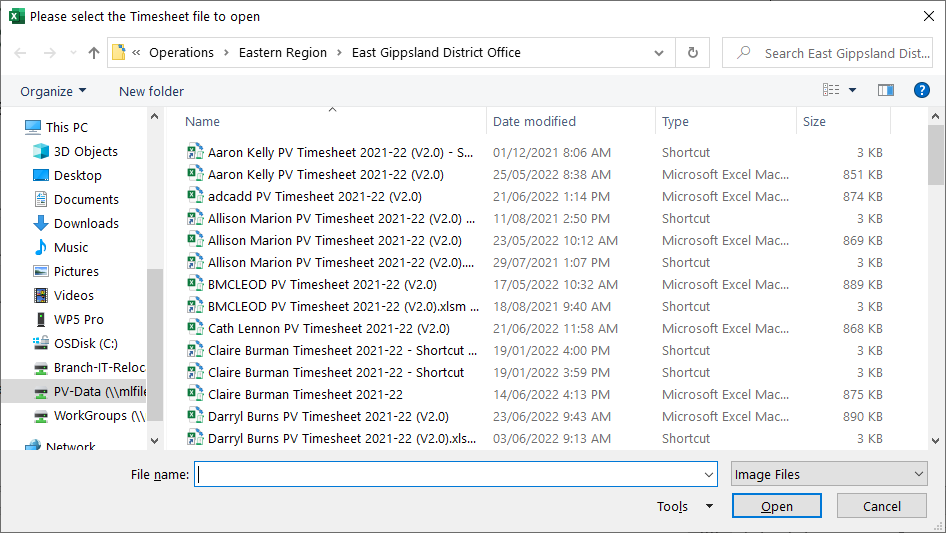 Please select the Timesheet file to open
« Operations > Eastern Region > East Gippsland District Office
Search East Gippsland Dist...
Organize
New folder
This PC
3D Objects
Desktop
Documents
Downloads
Music
Pictures
Videos
WP5 Pro
OSDisk (C:)
Branch-IT-Reloc
PV-Data (\\mlfile
WorkGroups (\\
Network
Name Date modified Type Size
Aaron Kelly PV Timesheet 2021-22 (V2.0) - S... 01/12/2021 8:06 AM Shortcut 3 KB
Aaron Kelly PV Timesheet 2021-22 (V2.0) 25/05/2022 8:38 AM Microsoft Excel Mac... 851 KB
adcadd PV Timesheet 2021-22 (V2.0) 21/06/2022 1:14 PM Microsoft Excel Mac... 874 KB
Allison Marion PV Timesheet 2021-22 (V2.0) ... 11/08/2021 2:50 PM Shortcut 3 KB
Allison Marion PV Timesheet 2021-22 (V2.0) 23/05/2022 10:12 AM Microsoft Excel Mac... 869 KB
Allison Marion PV Timesheet 2021-22 (V2.0).... 29/07/2021 1:07 PM Shortcut 3 KB
BMCLEOD PV Timesheet 2021-22 (V2.0) 17/05/2022 10:32 AM Microsoft Excel Mac... 889 KB
BMCLEOD PV Timesheet 2021-22 (V2.0).xlsm ... 18/08/2021 9:40 AM Shortcut 3 KB
Cath Lennon PV Timesheet 2021-22 (V2.0) 21/06/2022 11:58 AM Microsoft Excel Mac... 868 KB
Claire Burman Timesheet 2021-22 - Shortcut ... 19/01/2022 4:00 PM Shortcut 3 KB
Claire Burman Timesheet 2021-22 - Shortcut 19/01/2022 3:59 PM Shortcut 3 KB
Claire Burman Timesheet 2021-22 14/06/2022 4:13 PM Microsoft Excel Mac... 875 KB
Darryl Burns PV Timesheet 2021-22 (V2.0) 23/06/2022 9:43 AM Microsoft Excel Mac... 890 KB
Darryl Burns PV Timesheet 2021-22 (V2.0).xls... 03/06/2022 9:13 AM Shortcut 3 KB
File name:
Image Files
Tools
Open
Cancel